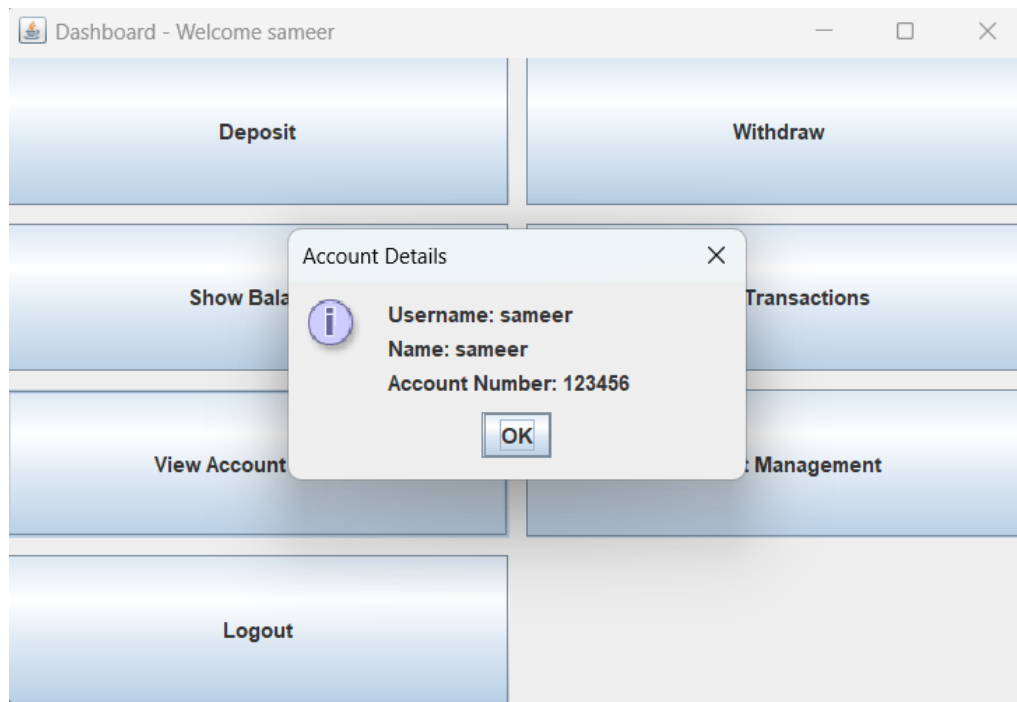 Dashboard - Welcome sameer
Deposit
Withdraw
Account Details
Show Bala
Transactions
Username: sameer
Name: sameer
Account Number: 123456
OK
View Account
Management
Logout